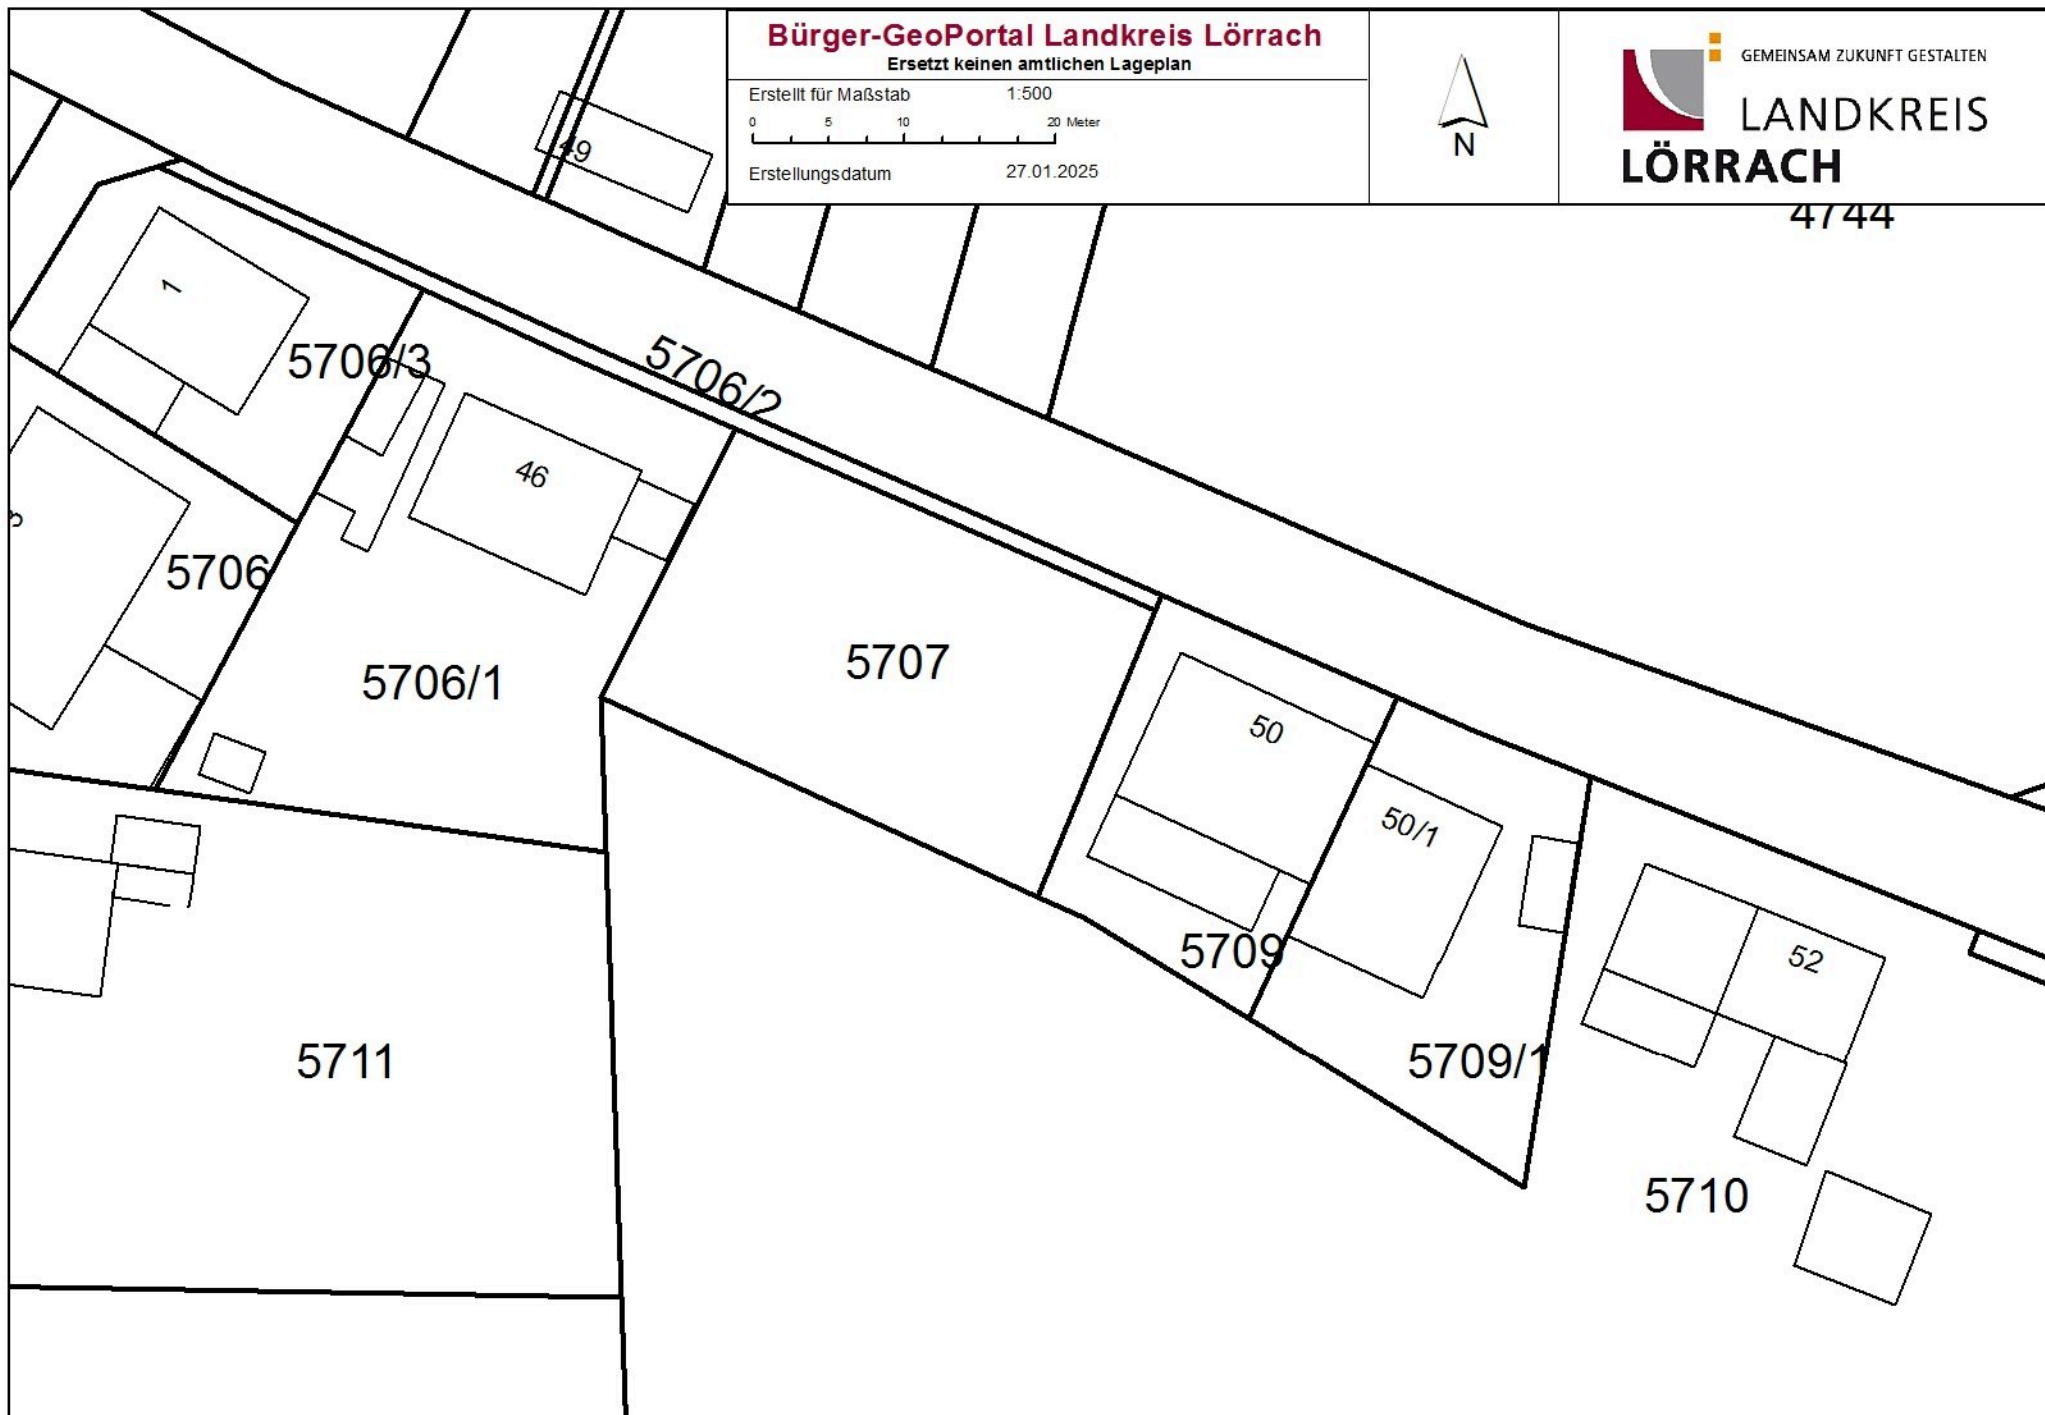 Bürger-GeoPortal Landkreis Lörrach
Ersetzt keinen amtlichen Lageplan
Erstellt für Maßstab 1:500
0 5 10 20 Meter
Erstellungsdatum 27.01.2025
N
GEMEINSAM ZUKUNFT GESTALTEN
LANDKREIS
LÖRRACH
4744
49
1
5706/3
5706/2
46
3
5706
5706/1
5707
50
50/1
5709
52
5711
5709/1
5710